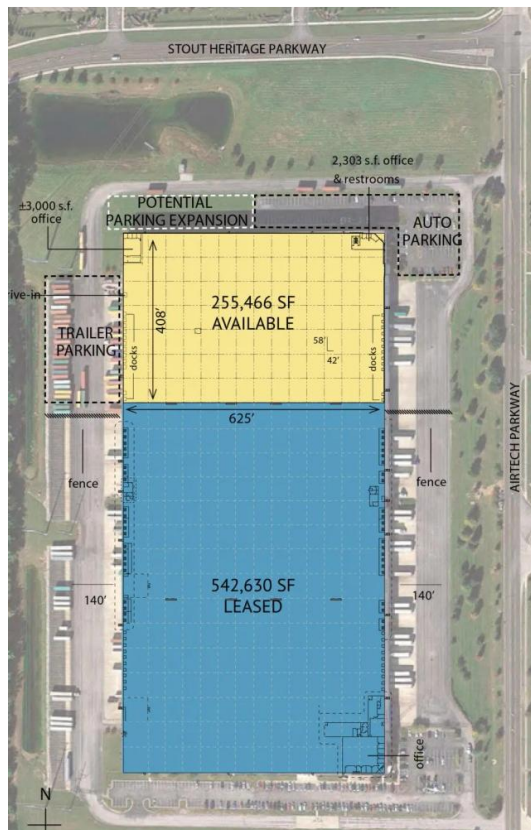 STOUT HERITAGE PARKWAY
2,303 s.f. office
& restrooms
±3,000 s.f.
office
POTENTIAL
PARKING EXPANSION
AUTO
PARKING
rive-in
255,466 SF
AVAILABLE
TRAILER
PARKING
408'
58'
42'
docks
docks
625'
AIRTECH PARKWAY
fence
fence
542,630 SF
LEASED
140'
140'
office
N